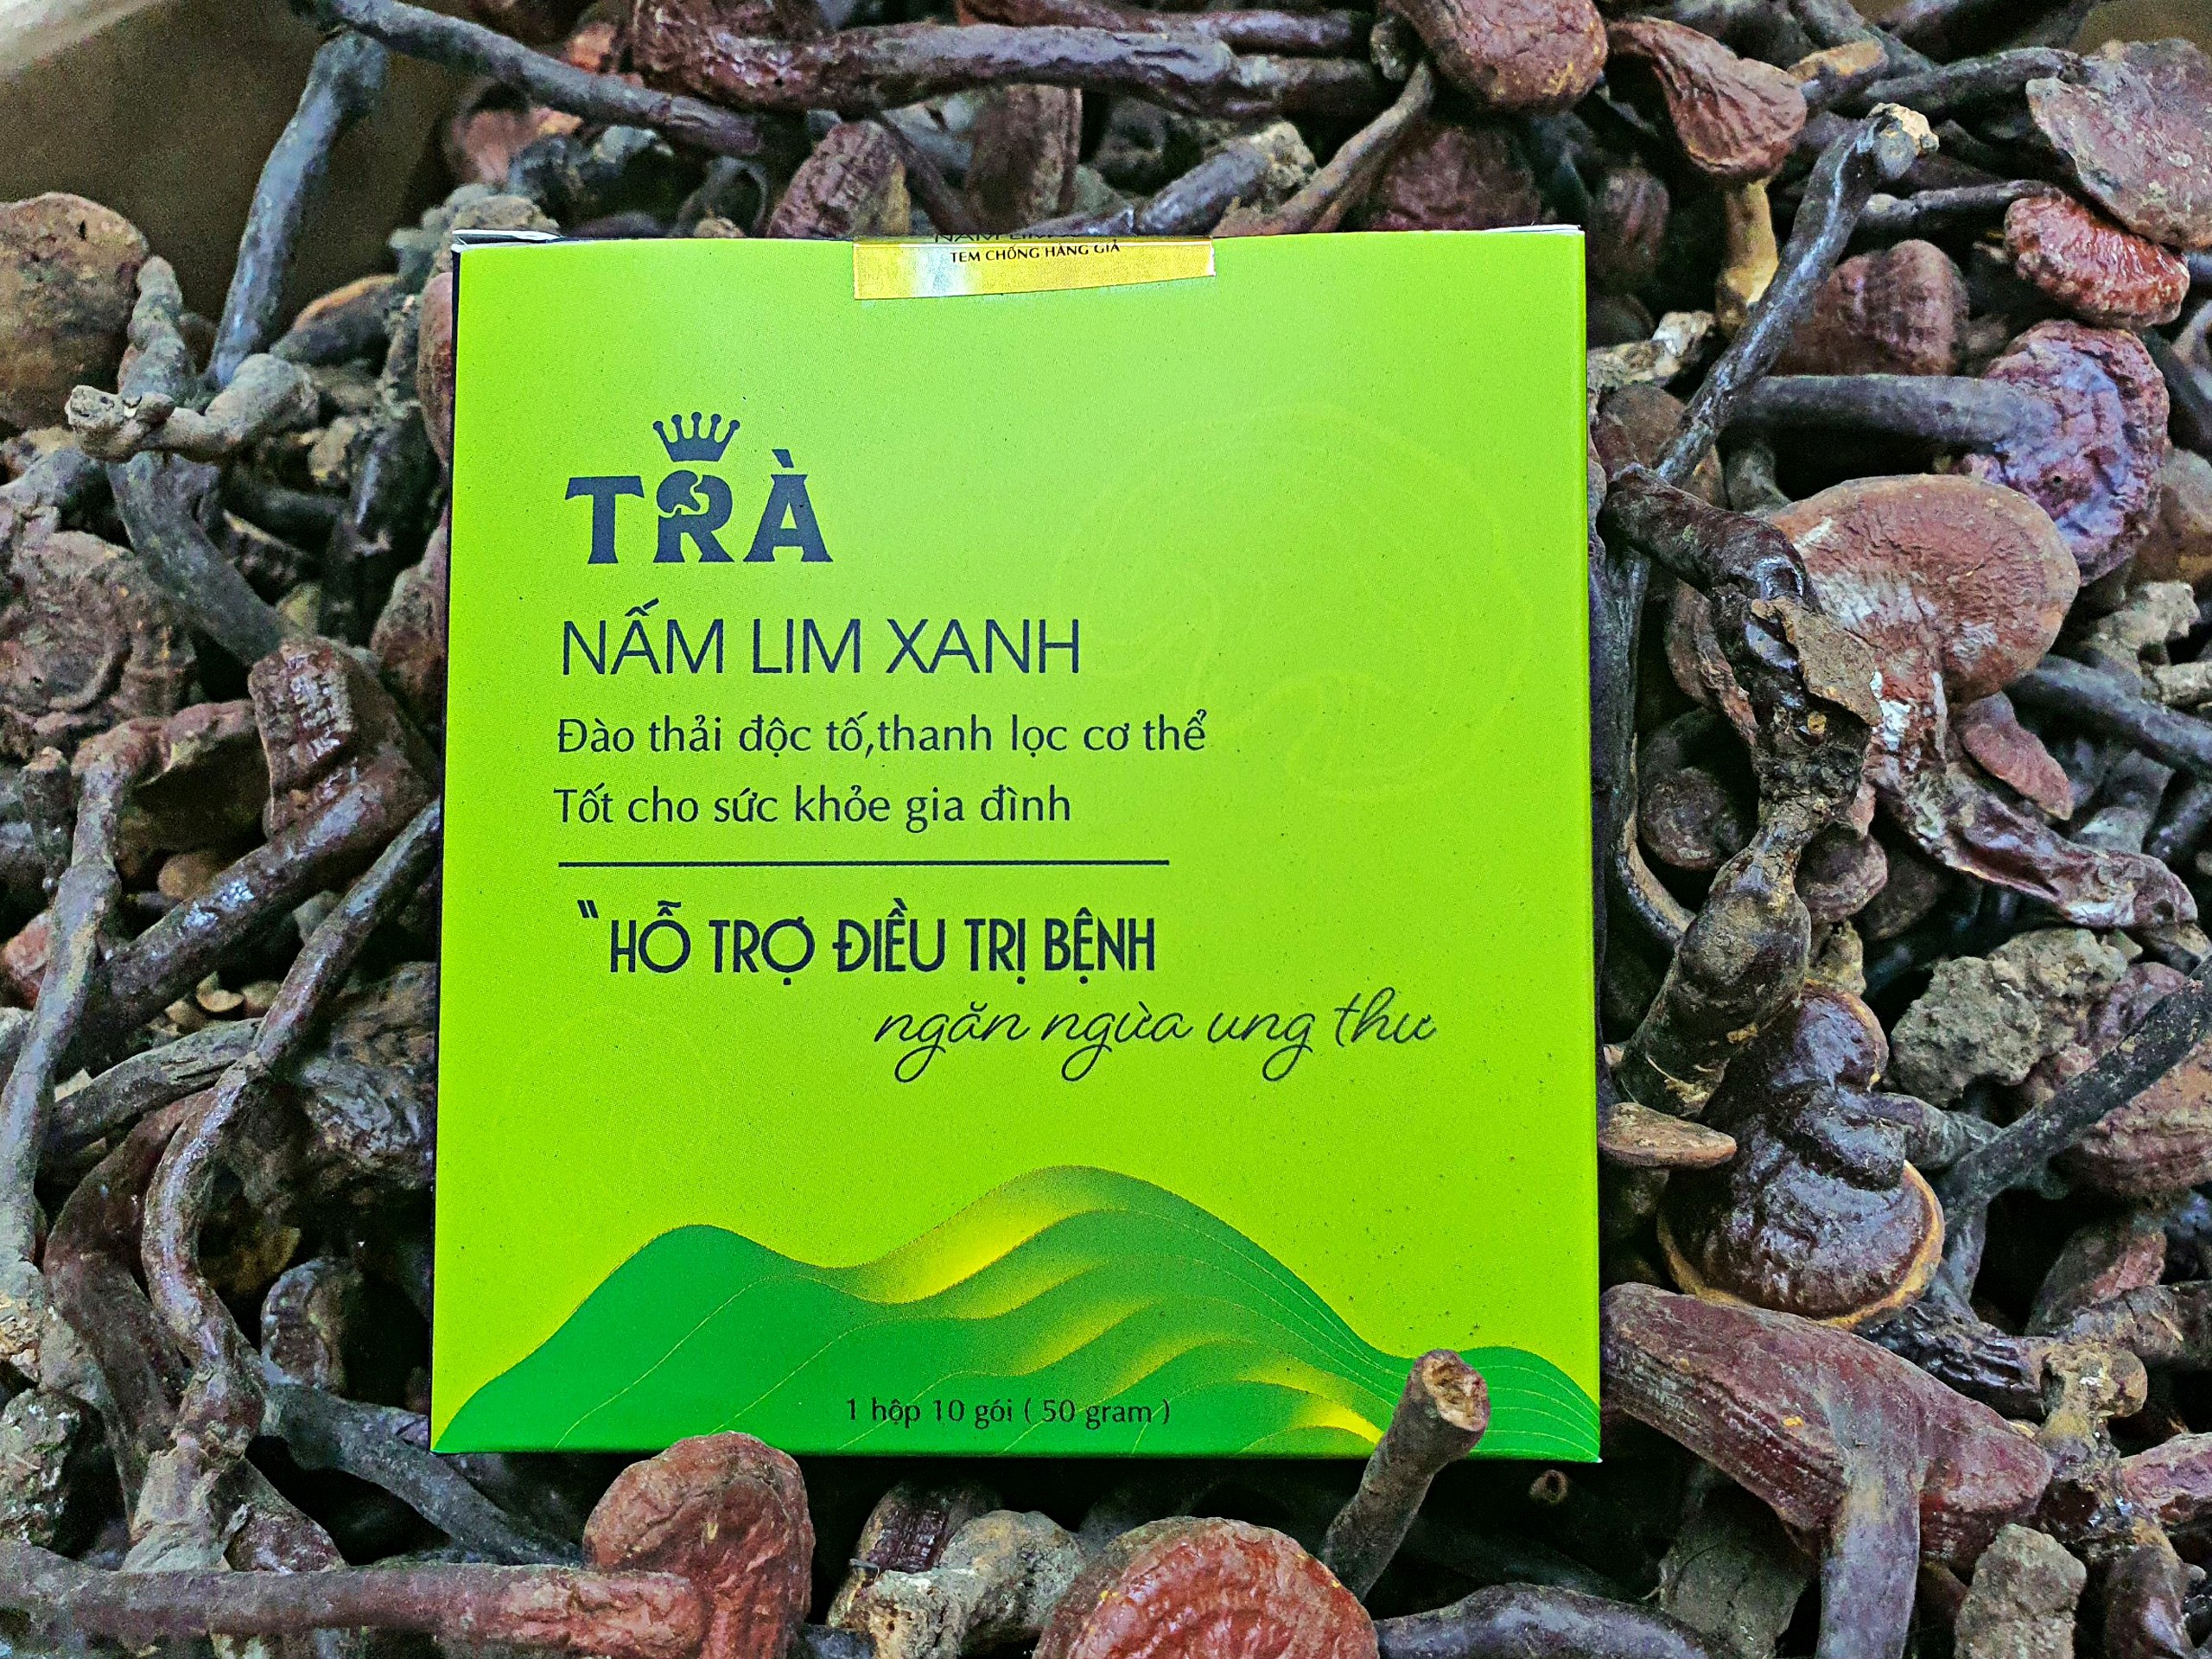 TEM CHỐNG HÀNG GIẢ
TRÀ
NẤM LIM XANH
Đào thải độc tố,thanh lọc cơ thể
Tốt cho sức khỏe gia đình
"HỖ TRỢ ĐIỀU TRỊ BỆNH
ngăn ngừa ung thư
1 hộp 10 gói ( 50 gram )